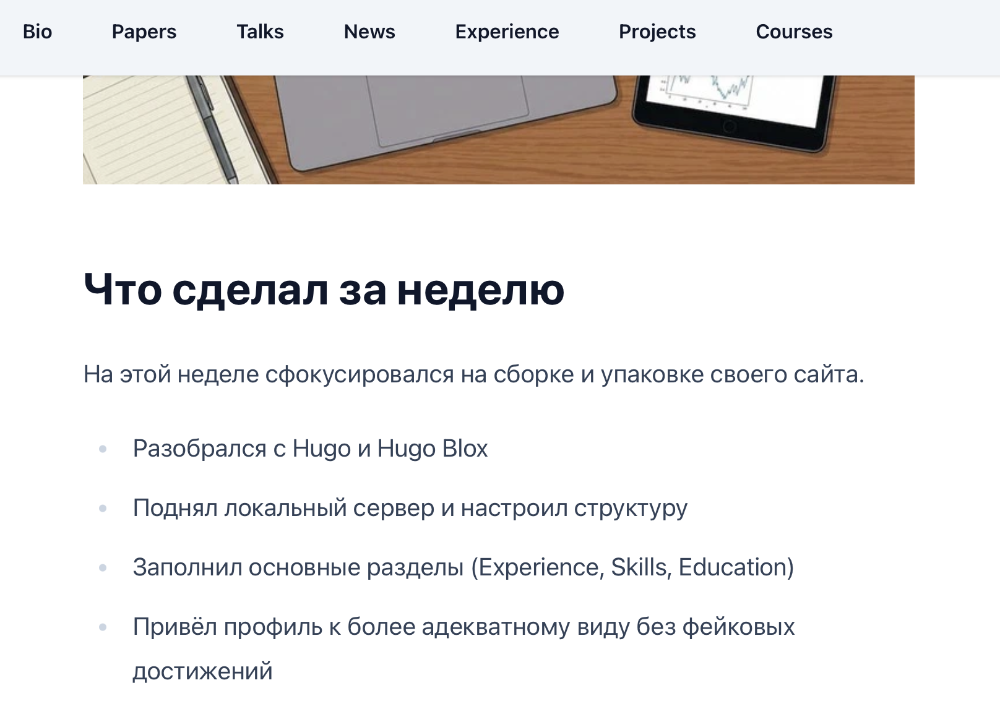 Bio Papers Talks News Experience Projects Courses
Что сделал за неделю
На этой неделе сфокусировался на сборке и упаковке своего сайта.
Разобрался с Hugo и Hugo Blox
Поднял локальный сервер и настроил структуру
Заполнил основные разделы (Experience, Skills, Education)
Привёл профиль к более адекватному виду без фейковых
достижений